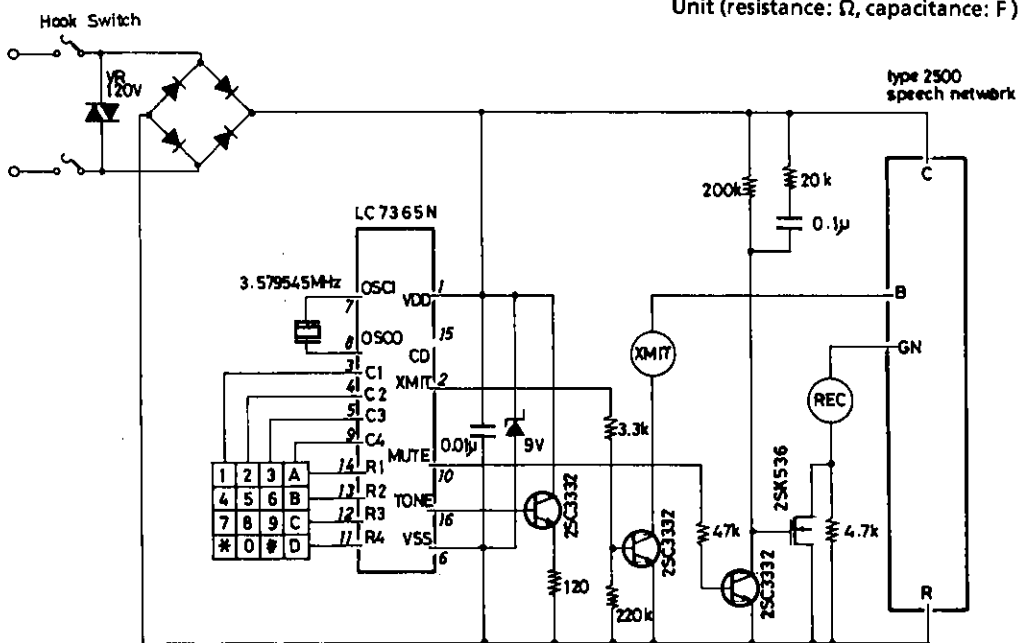 Unit (resistance: Ω, capacitance: F)
Hook Switch
VR
120V
type 2500
speech network
C
200k
20k
0.1μ
LC7365N
3.579545MHz
OSCI
7
VDD
1
OSCO
8
15
CD
B
GN
XMIT
REC
C1
3
C2
4
C3
5
C4
9
XMIT
2
3.3k
0.01μ
9V
MUTE
10
R1
14
R2
13
R3
12
R4
11
TONE
16
VSS
6
1 2 3 A
4 5 6 B
7 8 9 C
* 0 # D
2SC3332
2SC3332
47k
2SC3332
2SK536
4.7k
120
220k
R